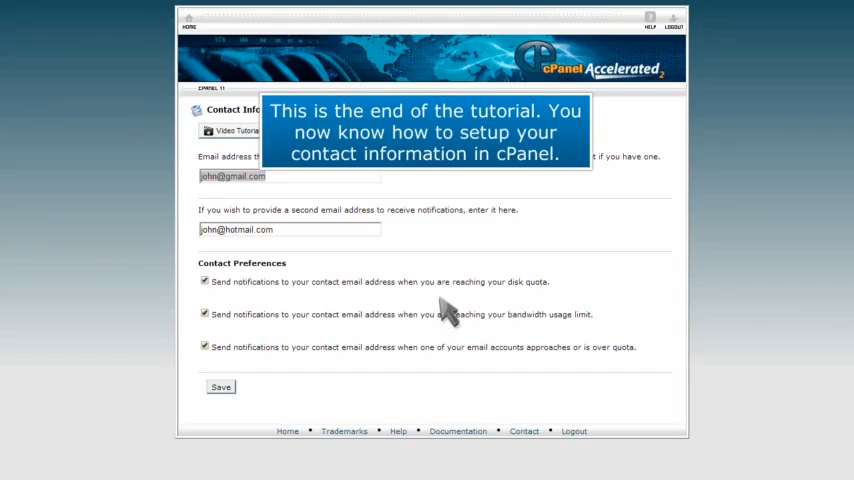 HOME
HELP LOGOUT
cPanel Accelerated2
CPANEL 11
Contact Info
This is the end of the tutorial. You
now know how to setup your
contact information in cPanel.
Video Tutoria
Email address th
t if you have one.
john@gmail.com
If you wish to provide a second email address to receive notifications, enter it here.
john@hotmail.com
Contact Preferences
Send notifications to your contact email address when you are reaching your disk quota.
Send notifications to your contact email address when you a eaching your bandwidth usage limit.
Send notifications to your contact email address when one of your email accounts approaches or is over quota.
Save
Home ▪ Trademarks ▪ Help ▪ Documentation ▪ Contact ▪ Logout